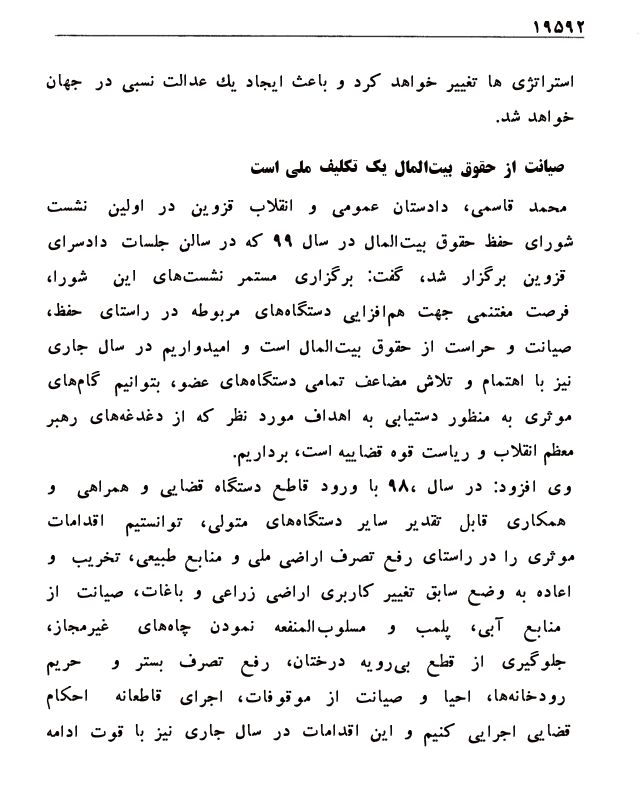 ۱۹۵۹۲
استراتژی ها تغییر خواهد کرد و باعث ایجاد یك عدالت نسبی در جهان
خواهد شد.
صیانت از حقوق بیت‌المال یک تکلیف ملی است
محمد قاسمی، دادستان عمومی و انقلاب قزوین در اولین نشست
شورای حفظ حقوق بیت‌المال در سال ۹۹ که در سالن جلسات دادسرای
قزوین برگزار شد، گفت: برگزاری مستمر نشست‌های این شورا،
فرصت مغتنمی جهت هم‌افزایی دستگاه‌های مربوطه در راستای حفظ،
صیانت و حراست از حقوق بیت‌المال است و امیدواریم در سال جاری
نیز با اهتمام و تلاش مضاعف تمامی دستگاه‌های عضو، بتوانیم گام‌های
موثری به منظور دستیابی به اهداف مورد نظر که از دغدغه‌های رهبر
معظم انقلاب و ریاست قوه قضاییه است، برداریم.
وی افزود: در سال ۹۸، با ورود قاطع دستگاه قضایی و همراهی و
همکاری قابل تقدیر سایر دستگاه‌های متولی، توانستیم اقدامات
موثری را در راستای رفع تصرف اراضی ملی و منابع طبیعی، تخریب و
اعاده به وضع سابق تغییر کاربری اراضی زراعی و باغات، صیانت از
منابع آبی، پلمب و مسلوب‌المنفعه نمودن چاه‌های غیرمجاز،
جلوگیری از قطع بی‌رویه درختان، رفع تصرف بستر و حریم
رودخانه‌ها، احیا و صیانت از موقوفات، اجرای قاطعانه احکام
قضایی اجرایی کنیم و این اقدامات در سال جاری نیز با قوت ادامه